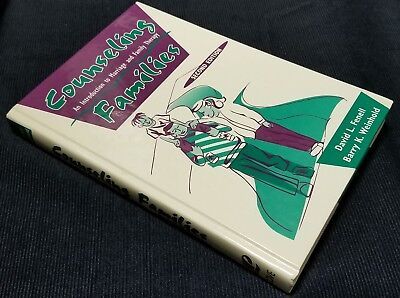 Counseling
Families
An Introduction to Marriage and Family Therapy
SECOND EDITION
David L. Fenell
Barry K. Weinhold
Counseling Families